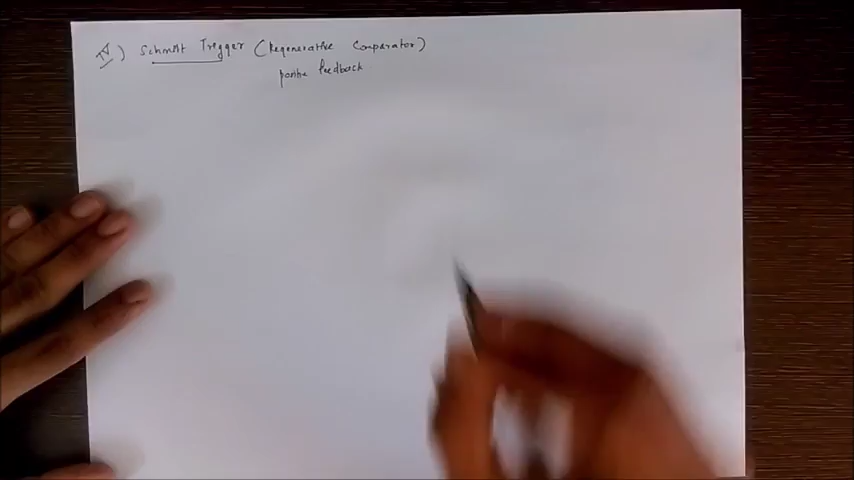 IV) Schmitt Trigger (Regenerative Comparator)
positive feedback